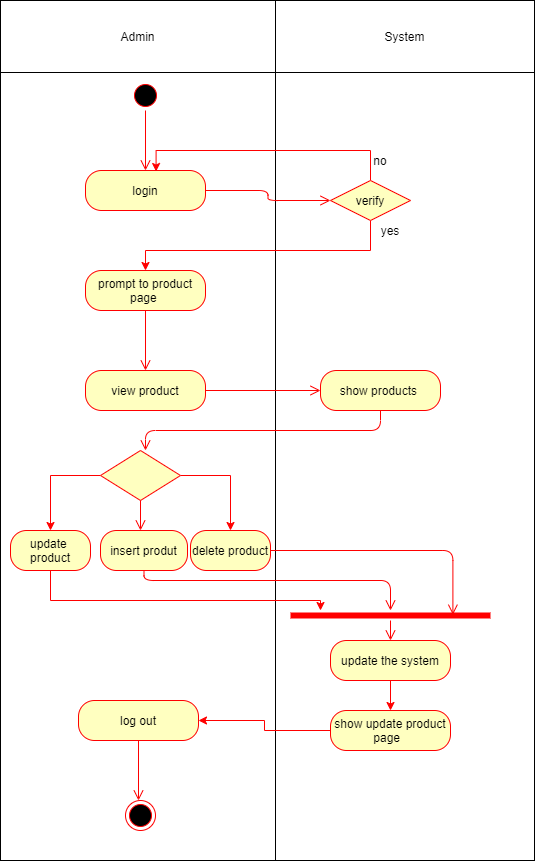 Admin
System
no
login
verify
yes
prompt to product
page
view product
show products
update
product
insert produt
delete product
update the system
log out
show update product
page